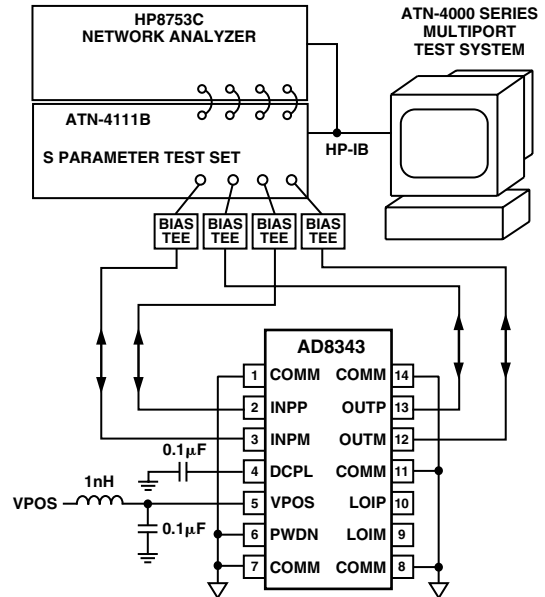 HP8753C
NETWORK ANALYZER
ATN-4000 SERIES
MULTIPORT
TEST SYSTEM
ATN-4111B
S PARAMETER TEST SET
HP-IB
BIAS TEE
BIAS TEE
BIAS TEE
BIAS TEE
AD8343
1 COMM COMM 14
2 INPP OUTP 13
3 INPM OUTM 12
0.1μF
4 DCPL COMM 11
1nH
VPOS
5 VPOS LOIP 10
0.1μF
6 PWDN LOIM 9
7 COMM COMM 8